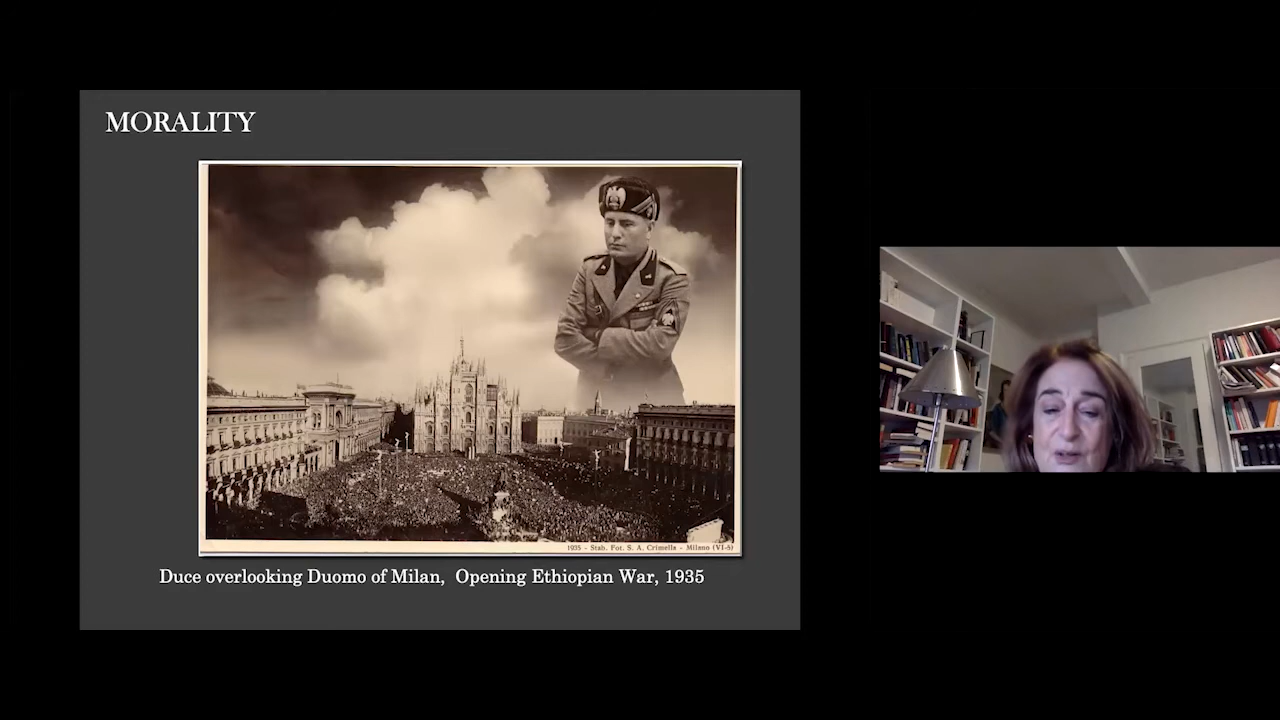 MORALITY
1935 - Stab. Fot. S. A. Crimella - Milano (VI-5)
Duce overlooking Duomo of Milan, Opening Ethiopian War, 1935